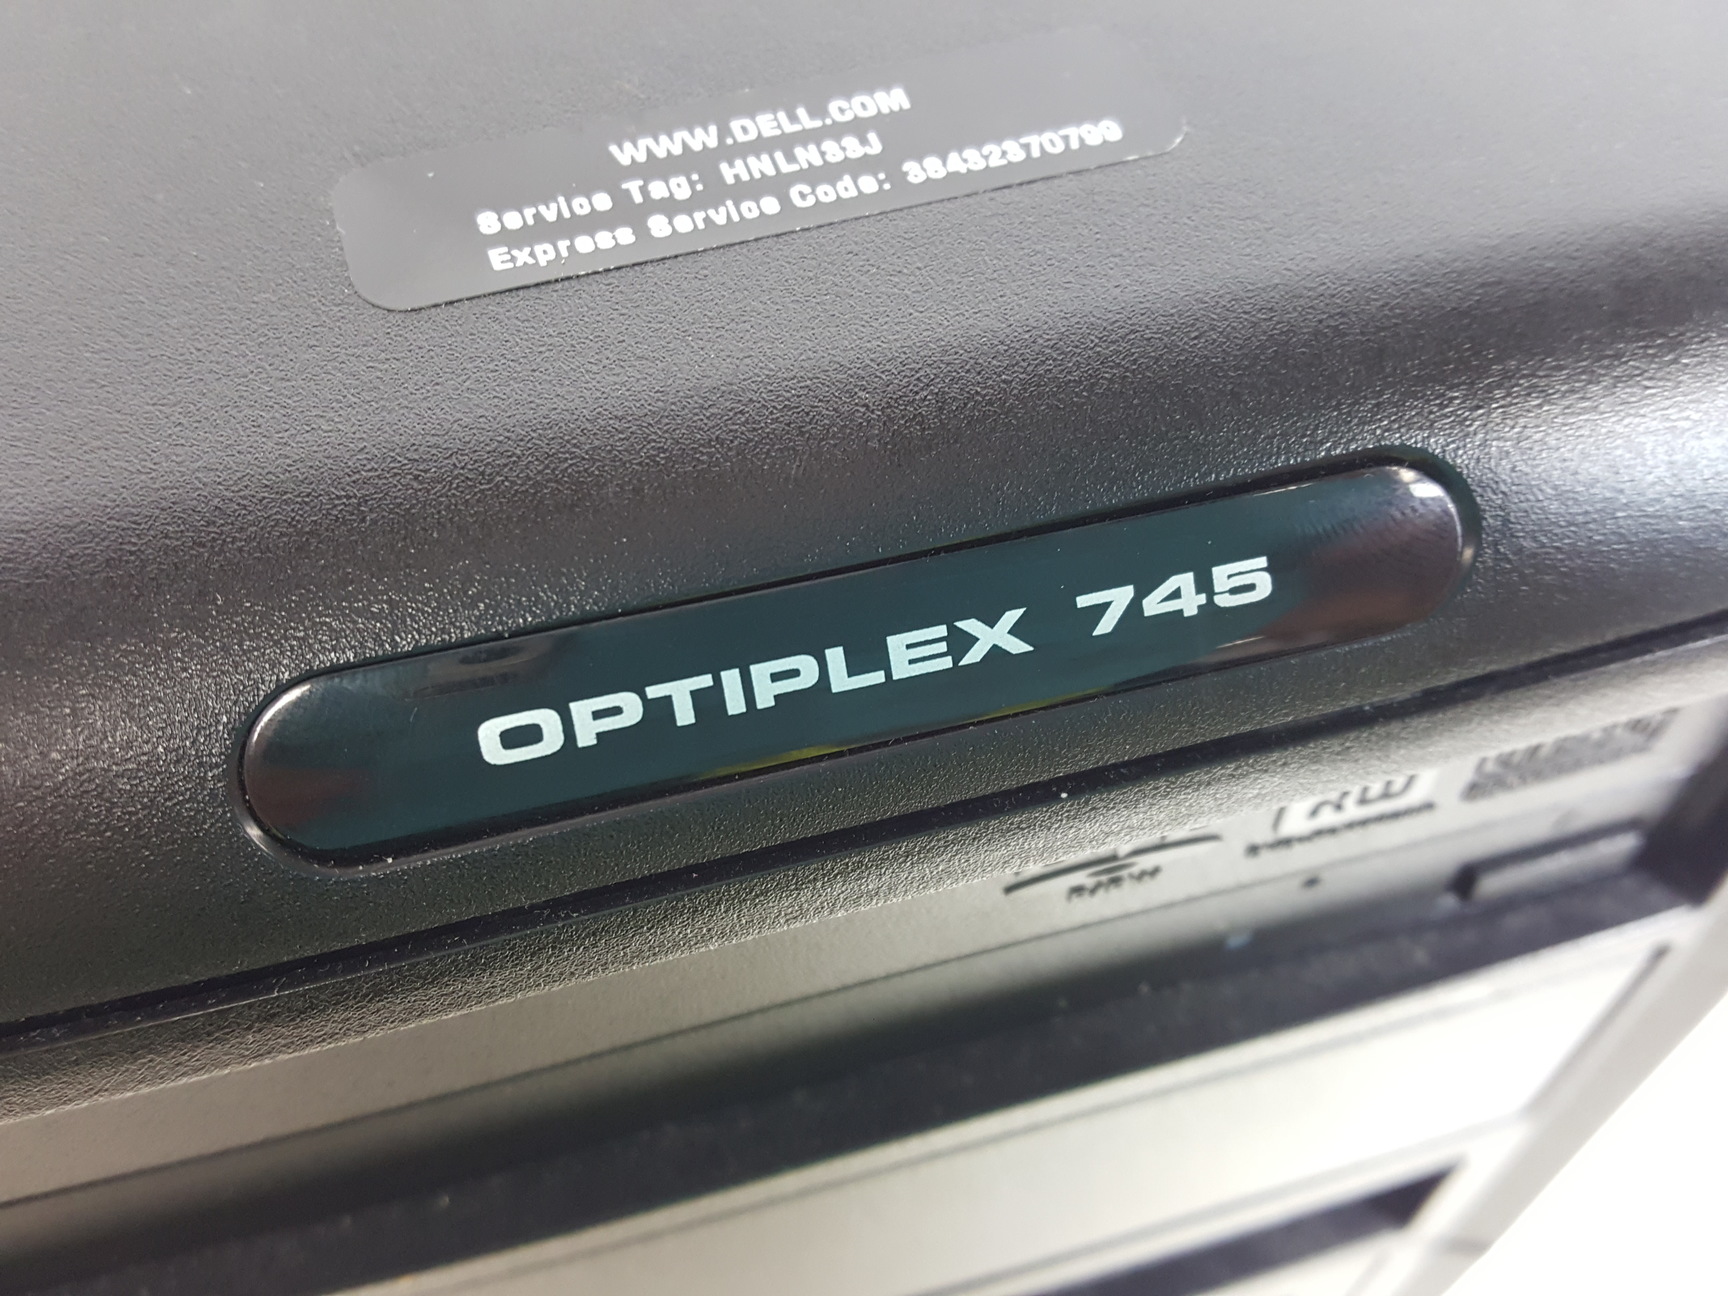 WWW.DELL.COM
Service Tag: HNLN33J
Express Service Code: 38432370799
OPTIPLEX 745
RW